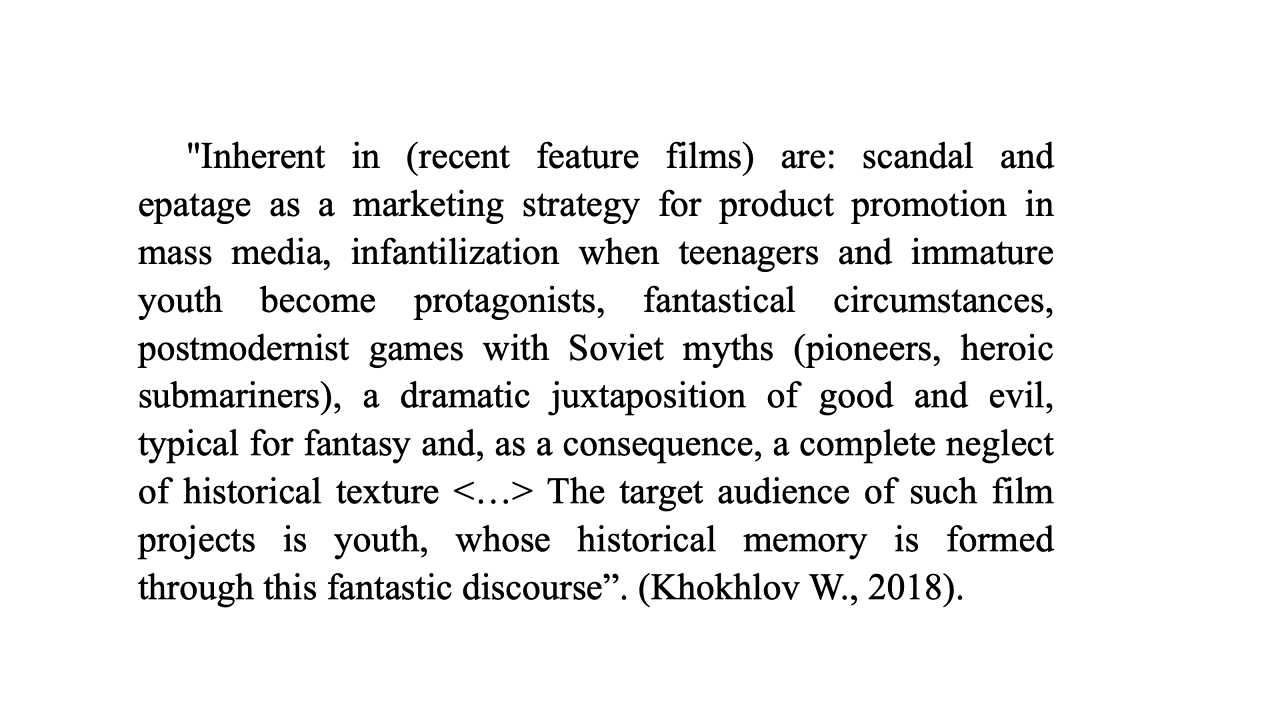 "Inherent in (recent feature films) are: scandal and
epatage as a marketing strategy for product promotion in
mass media, infantilization when teenagers and immature
youth become protagonists, fantastical circumstances,
postmodernist games with Soviet myths (pioneers, heroic
submariners), a dramatic juxtaposition of good and evil,
typical for fantasy and, as a consequence, a complete neglect
of historical texture <…> The target audience of such film
projects is youth, whose historical memory is formed
through this fantastic discourse”. (Khokhlov W., 2018).